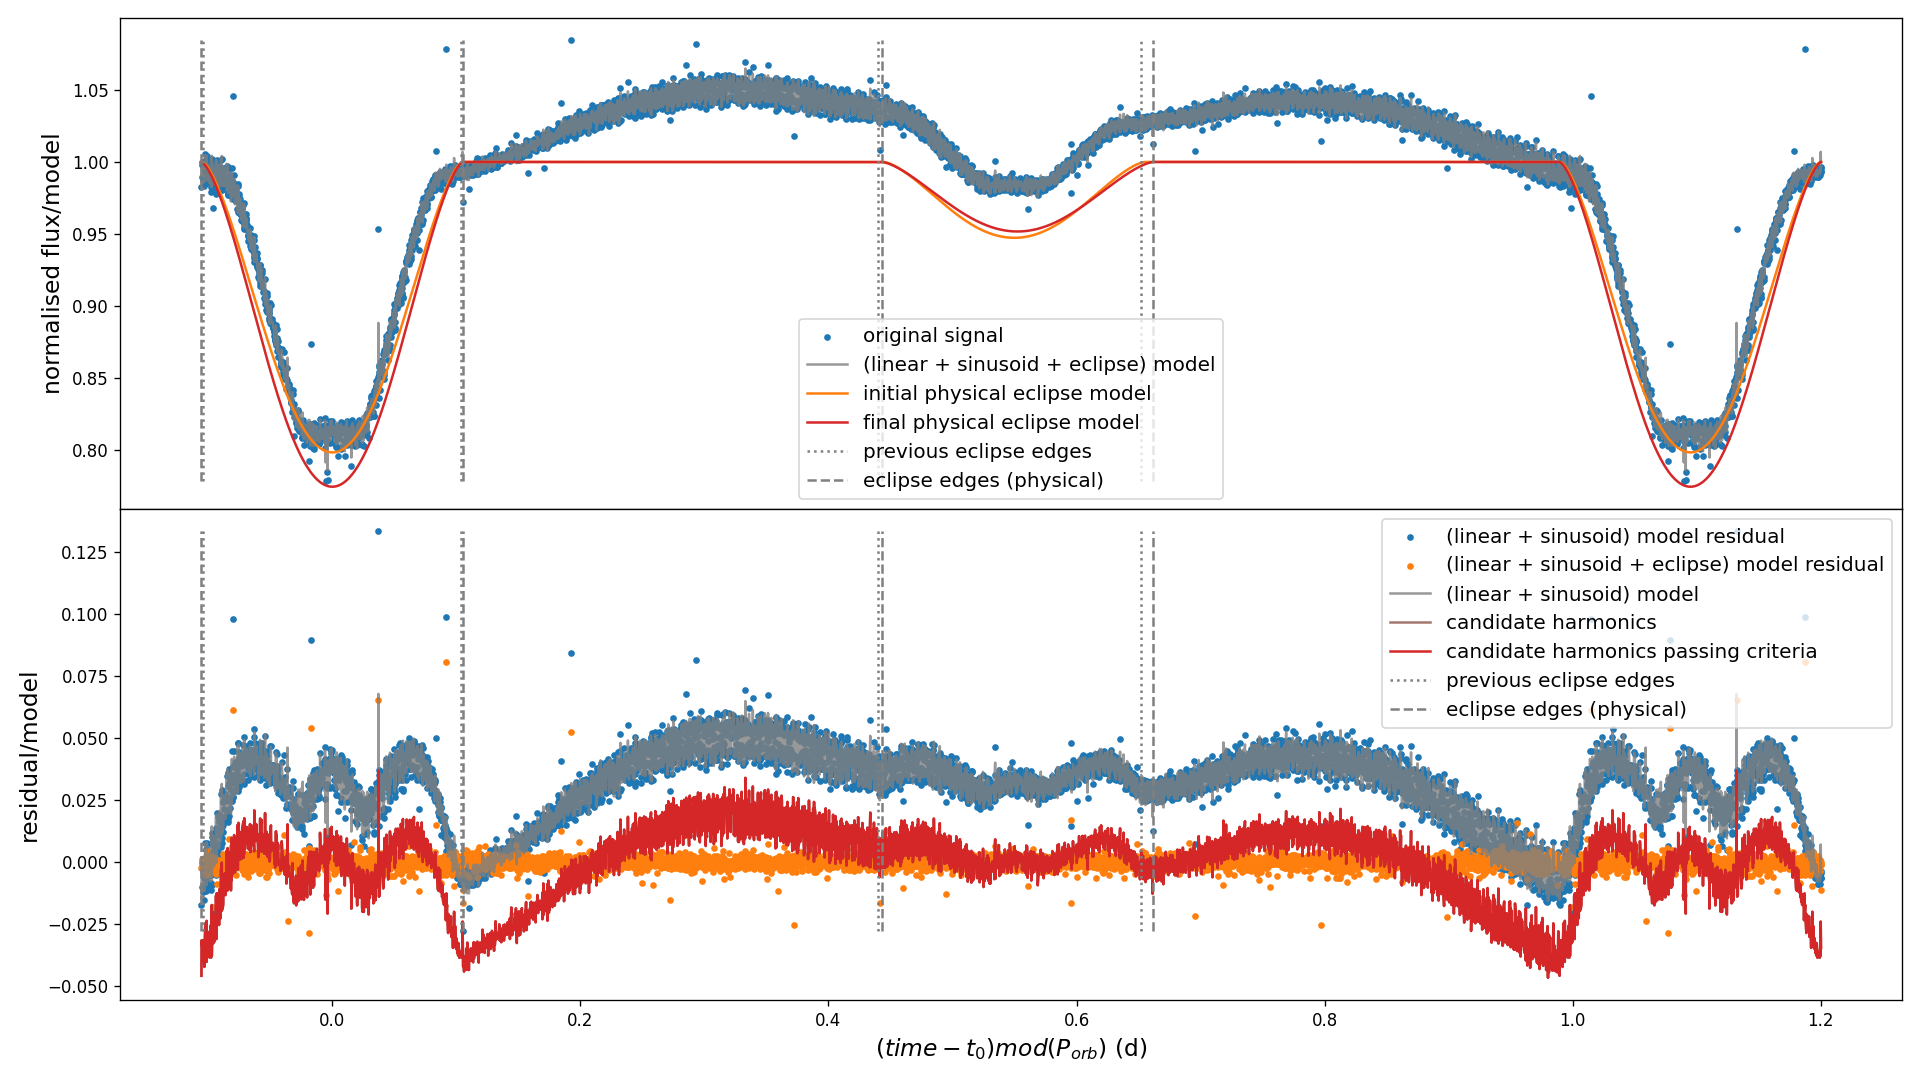 normalised flux/model
1.05
1.00
0.95
0.90
0.85
0.80
original signal
(linear + sinusoid + eclipse) model
initial physical eclipse model
final physical eclipse model
previous eclipse edges
eclipse edges (physical)
residual/model
0.125
0.100
0.075
0.050
0.025
0.000
−0.025
−0.050
(linear + sinusoid) model residual
(linear + sinusoid + eclipse) model residual
(linear + sinusoid) model
candidate harmonics
candidate harmonics passing criteria
previous eclipse edges
eclipse edges (physical)
0.0 0.2 0.4 0.6 0.8 1.0 1.2
(time − t₀)mod(P_orb) (d)